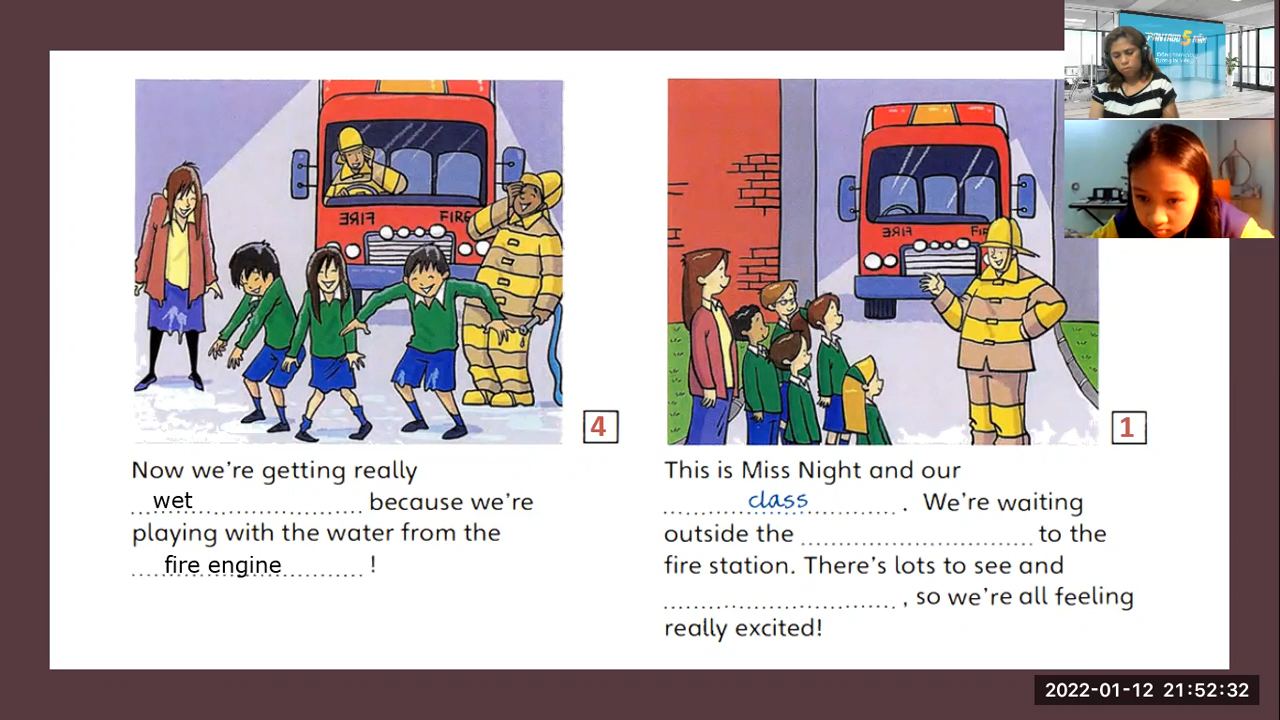 FIRE
FIRE
4
Now we're getting really
wet because we're
playing with the water from the
fire engine !
FIRE
1
This is Miss Night and our
class . We're waiting
outside the to the
fire station. There's lots to see and
, so we're all feeling
really excited!
5
2022-01-12 21:52:32